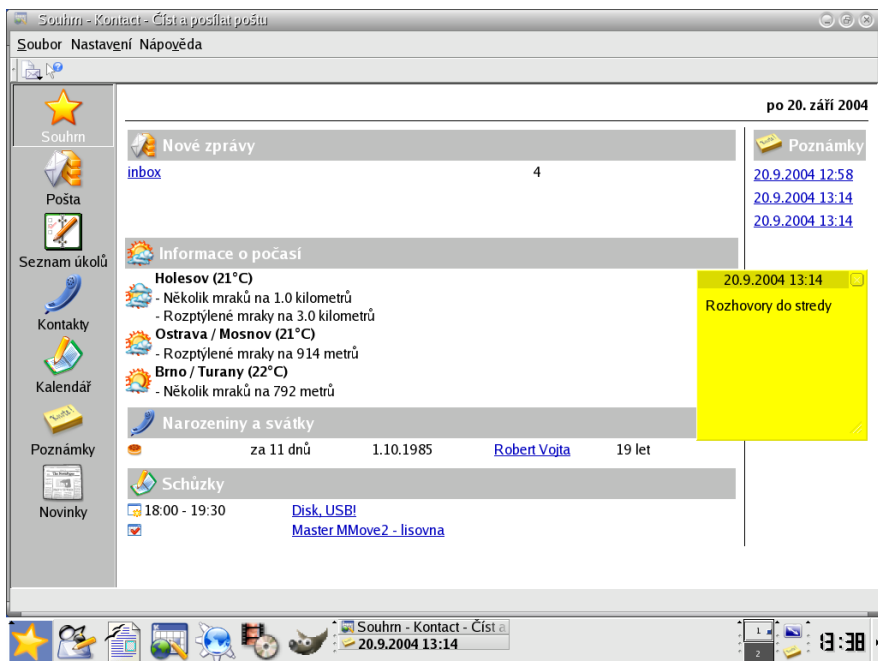 Souhrn - Kontact - Číst a posílat poštu
Soubor Nastavení Nápověda
po 20. září 2004
Souhrn
Pošta
Seznam úkolů
Kontakty
Kalendář
Poznámky
Novinky
Nové zprávy
inbox 4
Informace o počasí
Holesov (21°C)
- Několik mraků na 1.0 kilometrů
- Rozptýlené mraky na 3.0 kilometrů
Ostrava / Mosnov (21°C)
- Rozptýlené mraky na 914 metrů
Brno / Turany (22°C)
- Několik mraků na 792 metrů
Narozeniny a svátky
za 11 dnů 1.10.1985 Robert Vojta 19 let
Schůzky
18:00 - 19:30 Disk, USB!
Master MMove2 - lisovna
Poznámky
20.9.2004 12:58
20.9.2004 13:14
20.9.2004 13:14
20.9.2004 13:14
Rozhovory do stredy
Souhrn - Kontact - Číst a
20.9.2004 13:14
1
2
13:38